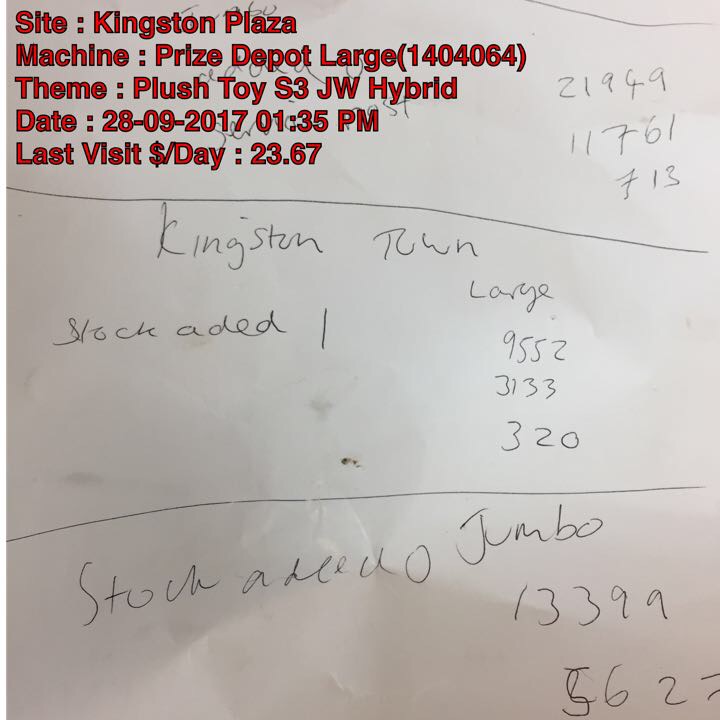 Site : Kingston Plaza
Machine : Prize Depot Large(1404064)
Theme : Plush Toy S3 JW Hybrid
Date : 28-09-2017 01:35 PM
Last Visit $/Day : 23.67
21949
11761
713
Kingston Town
Large
Stock aded 1
9552
3133
320
Jumbo
Stock added 0
13399
5627